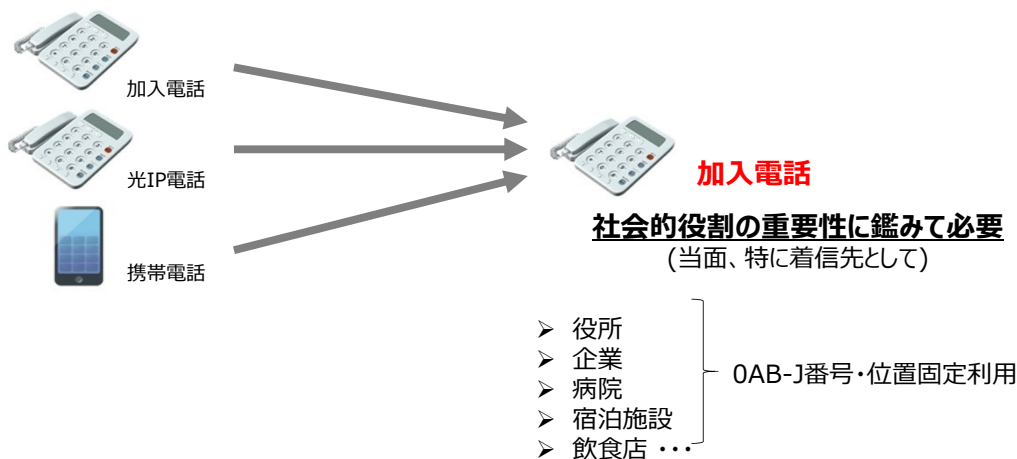 加入電話
光IP電話
携帯電話
加入電話
社会的役割の重要性に鑑みて必要
(当面、特に着信先として)
➢ 役所
➢ 企業
➢ 病院
➢ 宿泊施設
➢ 飲食店 ・・・
0AB-J番号・位置固定利用